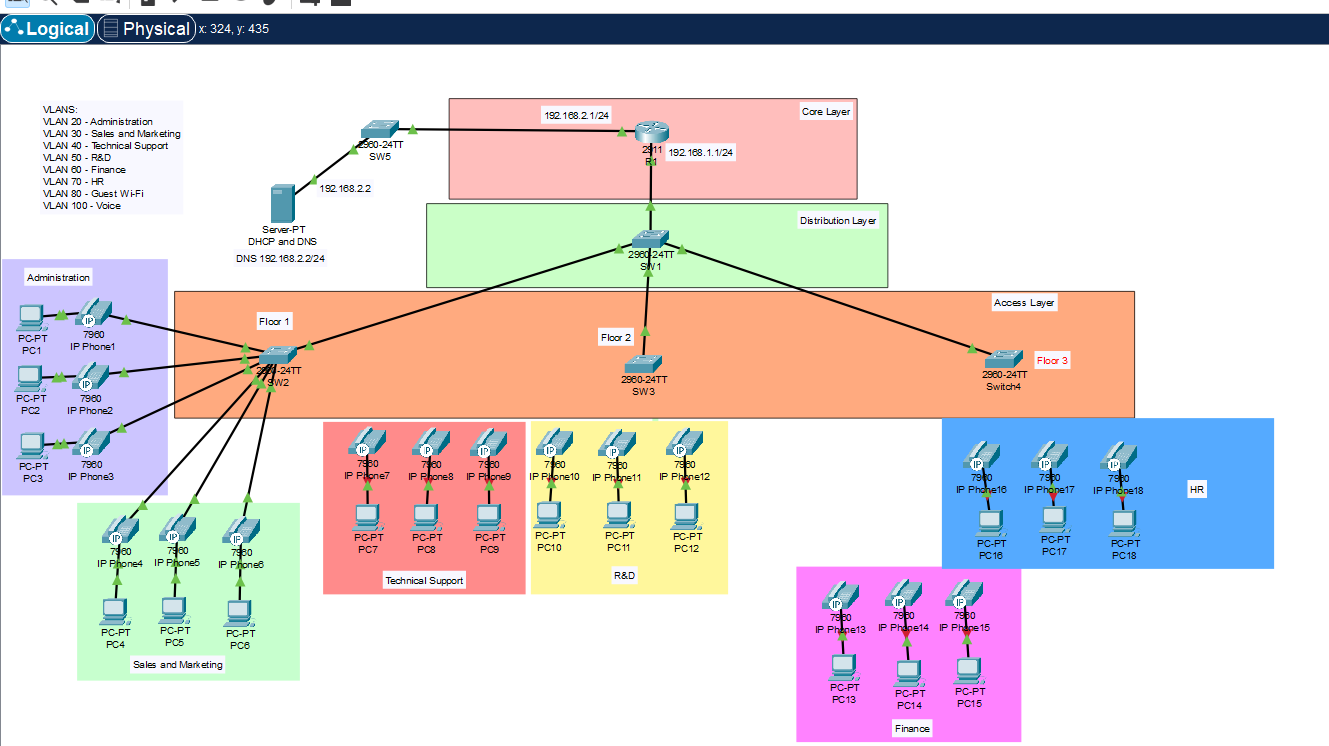 Logical
Physical
x: 324, y: 435
VLANS:
VLAN 20 - Administration
VLAN 30 - Sales and Marketing
VLAN 40 - Technical Support
VLAN 50 - R&D
VLAN 60 - Finance
VLAN 70 - HR
VLAN 80 - Guest Wi-Fi
VLAN 100 - Voice
2960-24TT
SW5
192.168.2.1/24
Core Layer
2911
R1
192.168.1.1/24
192.168.2.2
Server-PT
DHCP and DNS
DNS 192.168.2.2/24
Distribution Layer
2960-24TT
SW1
Administration
PC-PT
PC1
7960
IP Phone1
PC-PT
PC2
7960
IP Phone2
PC-PT
PC3
7960
IP Phone3
Access Layer
Floor 1
2960-24TT
SW2
Floor 2
2960-24TT
SW3
Floor 3
2960-24TT
Switch4
7960
IP Phone4
7960
IP Phone5
7960
IP Phone6
PC-PT
PC4
PC-PT
PC5
PC-PT
PC6
Sales and Marketing
7960
IP Phone7
7960
IP Phone8
7960
IP Phone9
PC-PT
PC7
PC-PT
PC8
PC-PT
PC9
Technical Support
7960
IP Phone10
7960
IP Phone11
7960
IP Phone12
PC-PT
PC10
PC-PT
PC11
PC-PT
PC12
R&D
7960
IP Phone16
7960
IP Phone17
7960
IP Phone18
HR
PC-PT
PC16
PC-PT
PC17
PC-PT
PC18
7960
IP Phone13
7960
IP Phone14
7960
IP Phone15
PC-PT
PC13
PC-PT
PC14
PC-PT
PC15
Finance